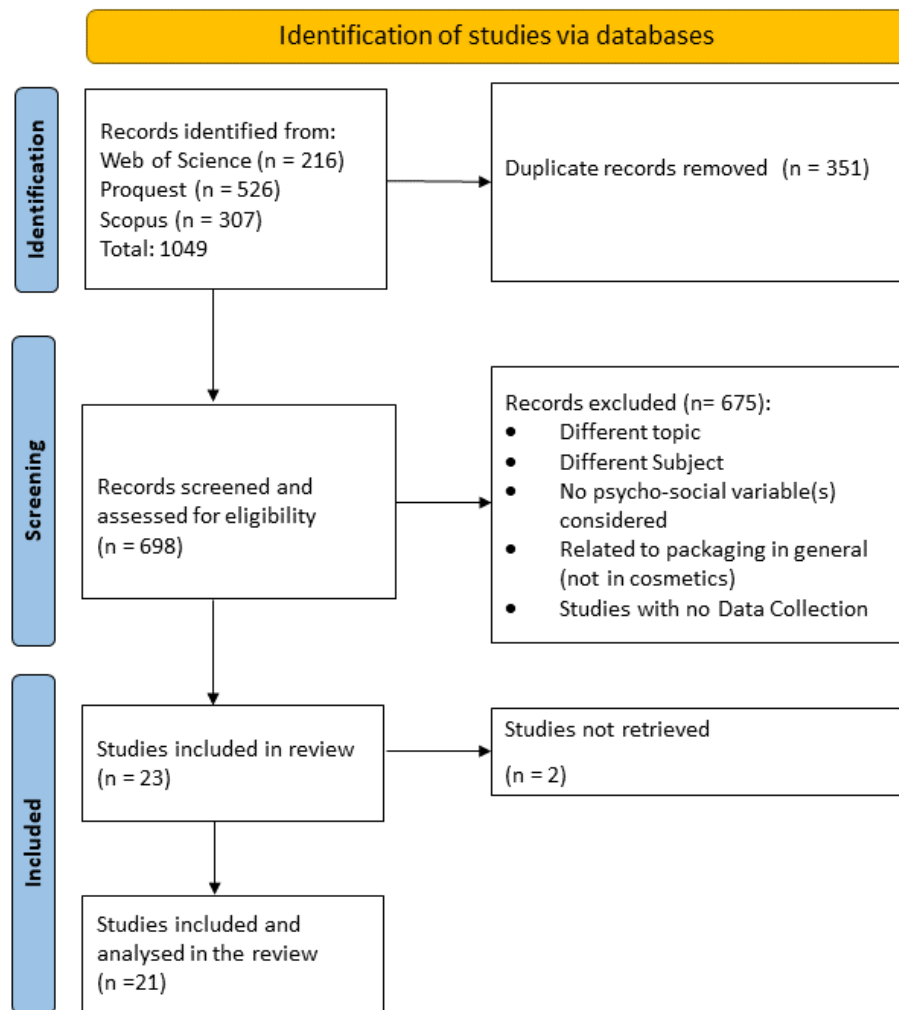 Identification of studies via databases
Identification
Records identified from:
Web of Science (n = 216)
Proquest (n = 526)
Scopus (n = 307)
Total: 1049
Duplicate records removed  (n = 351)
Screening
Records screened and
assessed for eligibility
(n = 698)
Records excluded (n= 675):
• Different topic
• Different Subject
• No psycho-social variable(s)
considered
• Related to packaging in general
(not in cosmetics)
• Studies with no Data Collection
Included
Studies included in review
(n = 23)
Studies not retrieved
(n = 2)
Studies included and
analysed in the review
(n =21)